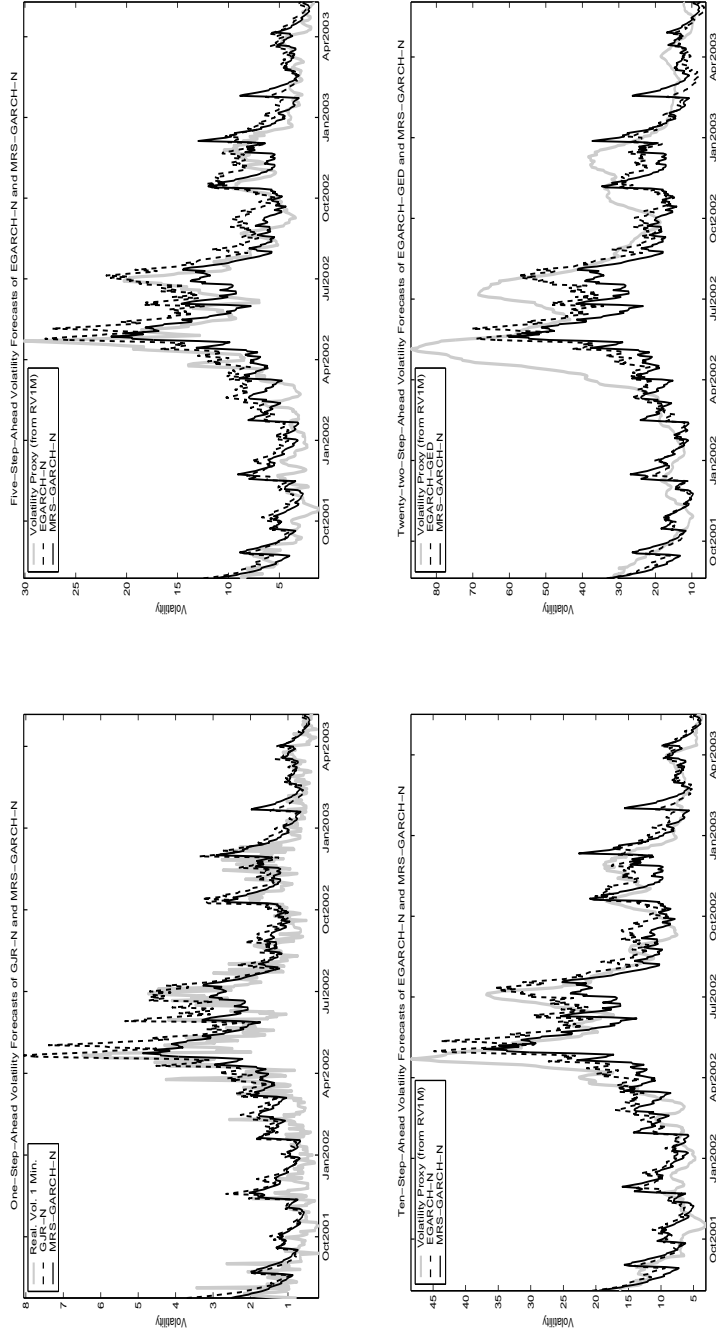 One−Step−Ahead Volatility Forecasts of GJR−N and MRS−GARCH−N
Real. Vol. 1 Min.
GJR−N
MRS−GARCH−N
Volatility
8
7
6
5
4
3
2
1
Oct2001
Jan2002
Apr2002
Jul2002
Oct2002
Jan2003
Apr2003
Five−Step−Ahead Volatility Forecasts of EGARCH−N and MRS−GARCH−N
Volatility Proxy (from RV1M)
EGARCH−N
MRS−GARCH−N
Volatility
30
25
20
15
10
5
Oct2001
Jan2002
Apr2002
Jul2002
Oct2002
Jan2003
Apr2003
Ten−Step−Ahead Volatility Forecasts of EGARCH−N and MRS−GARCH−N
Volatility Proxy (from RV1M)
EGARCH−N
MRS−GARCH−N
Volatility
45
40
35
30
25
20
15
10
5
Oct2001
Jan2002
Apr2002
Jul2002
Oct2002
Jan2003
Apr2003
Twenty−two−Step−Ahead Volatility Forecasts of EGARCH−GED and MRS−GARCH−N
Volatility Proxy (from RV1M)
EGARCH−GED
MRS−GARCH−N
Volatility
80
70
60
50
40
30
20
10
Oct2001
Jan2002
Apr2002
Jul2002
Oct2002
Jan2003
Apr2003